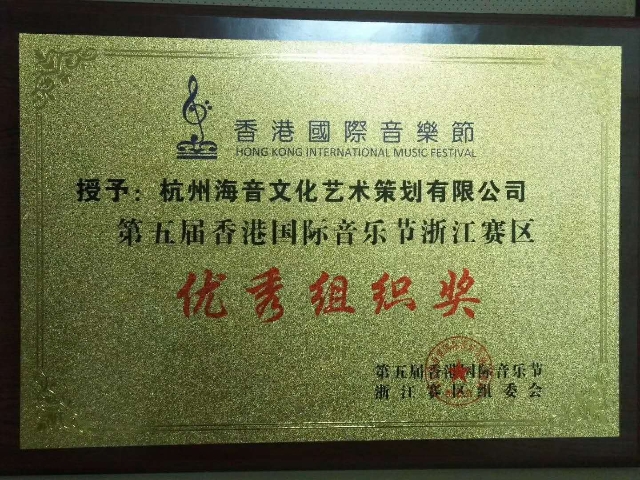 香港國際音樂節
HONG KONG INTERNATIONAL MUSIC FESTIVAL
授予：杭州海音文化艺术策划有限公司
第五届香港国际音乐节浙江赛区
优秀组织奖
第五届香港国际音乐节
浙江赛区组委会